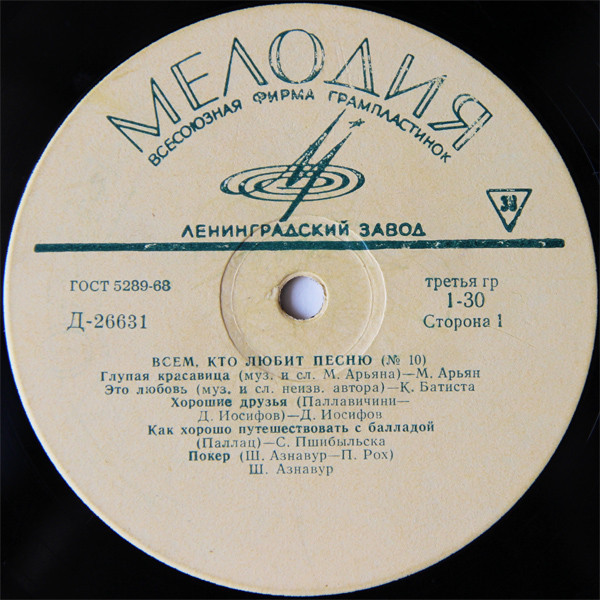 МЕЛОДИЯ
ВСЕСОЮЗНАЯ ФИРМА ГРАМПЛАСТИНОК
ЛЕНИНГРАДСКИЙ ЗАВОД
ГОСТ 5289-68
третья гр
1-30
Д-26631
Сторона 1
ВСЕМ, КТО ЛЮБИТ ПЕСНЮ (№ 10)
Глупая красавица (муз. и сл. М. Арьяна)—М. Арьян
Это любовь (муз. и сл. неизв. автора)—К. Батиста
Хорошие друзья (Паллавичини—
Д. Иосифов)—Д. Иосифов
Как хорошо путешествовать с балладой
(Паллац)—С. Пшибыльска
Покер (Ш. Азнавур—П. Рох)
Ш. Азнавур